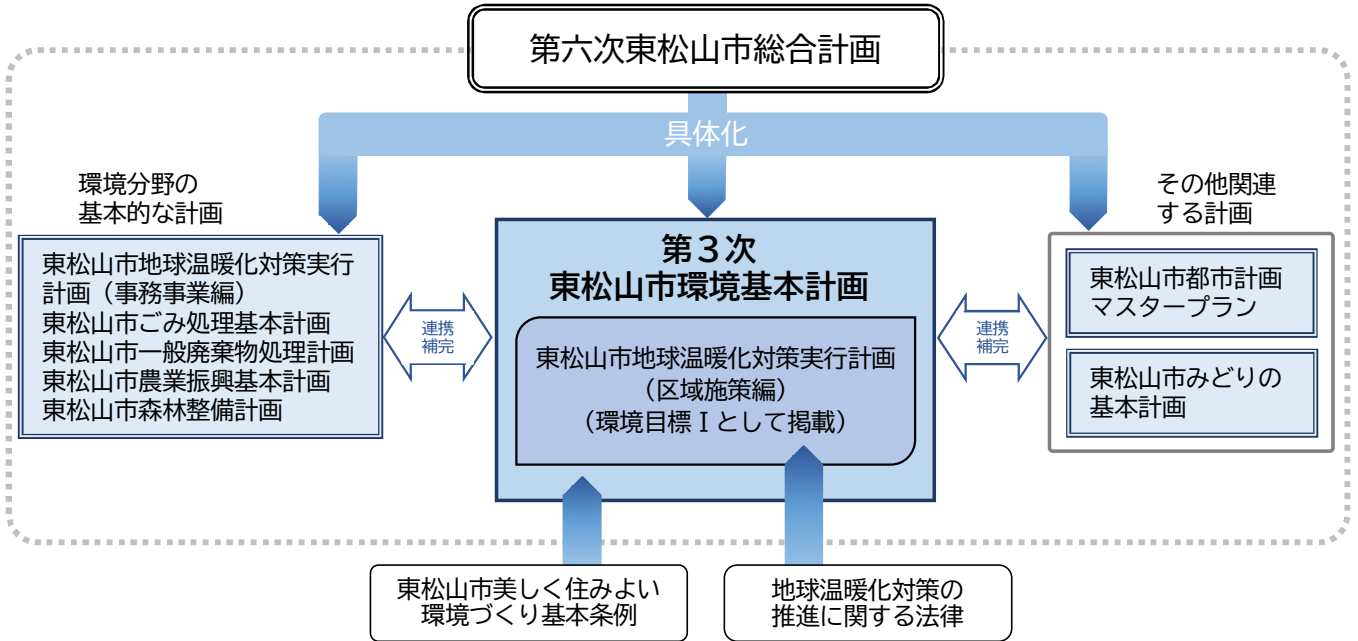 第六次東松山市総合計画
具体化
環境分野の
基本的な計画
東松山市地球温暖化対策実行
計画（事務事業編）
東松山市ごみ処理基本計画
東松山市一般廃棄物処理計画
東松山市農業振興基本計画
東松山市森林整備計画
連携
補完
第３次
東松山市環境基本計画
東松山市地球温暖化対策実行計画
（区域施策編）
（環境目標Ⅰとして掲載）
連携
補完
その他関連
する計画
東松山市都市計画
マスタープラン
東松山市みどりの
基本計画
東松山市美しく住みよい
環境づくり基本条例
地球温暖化対策の
推進に関する法律